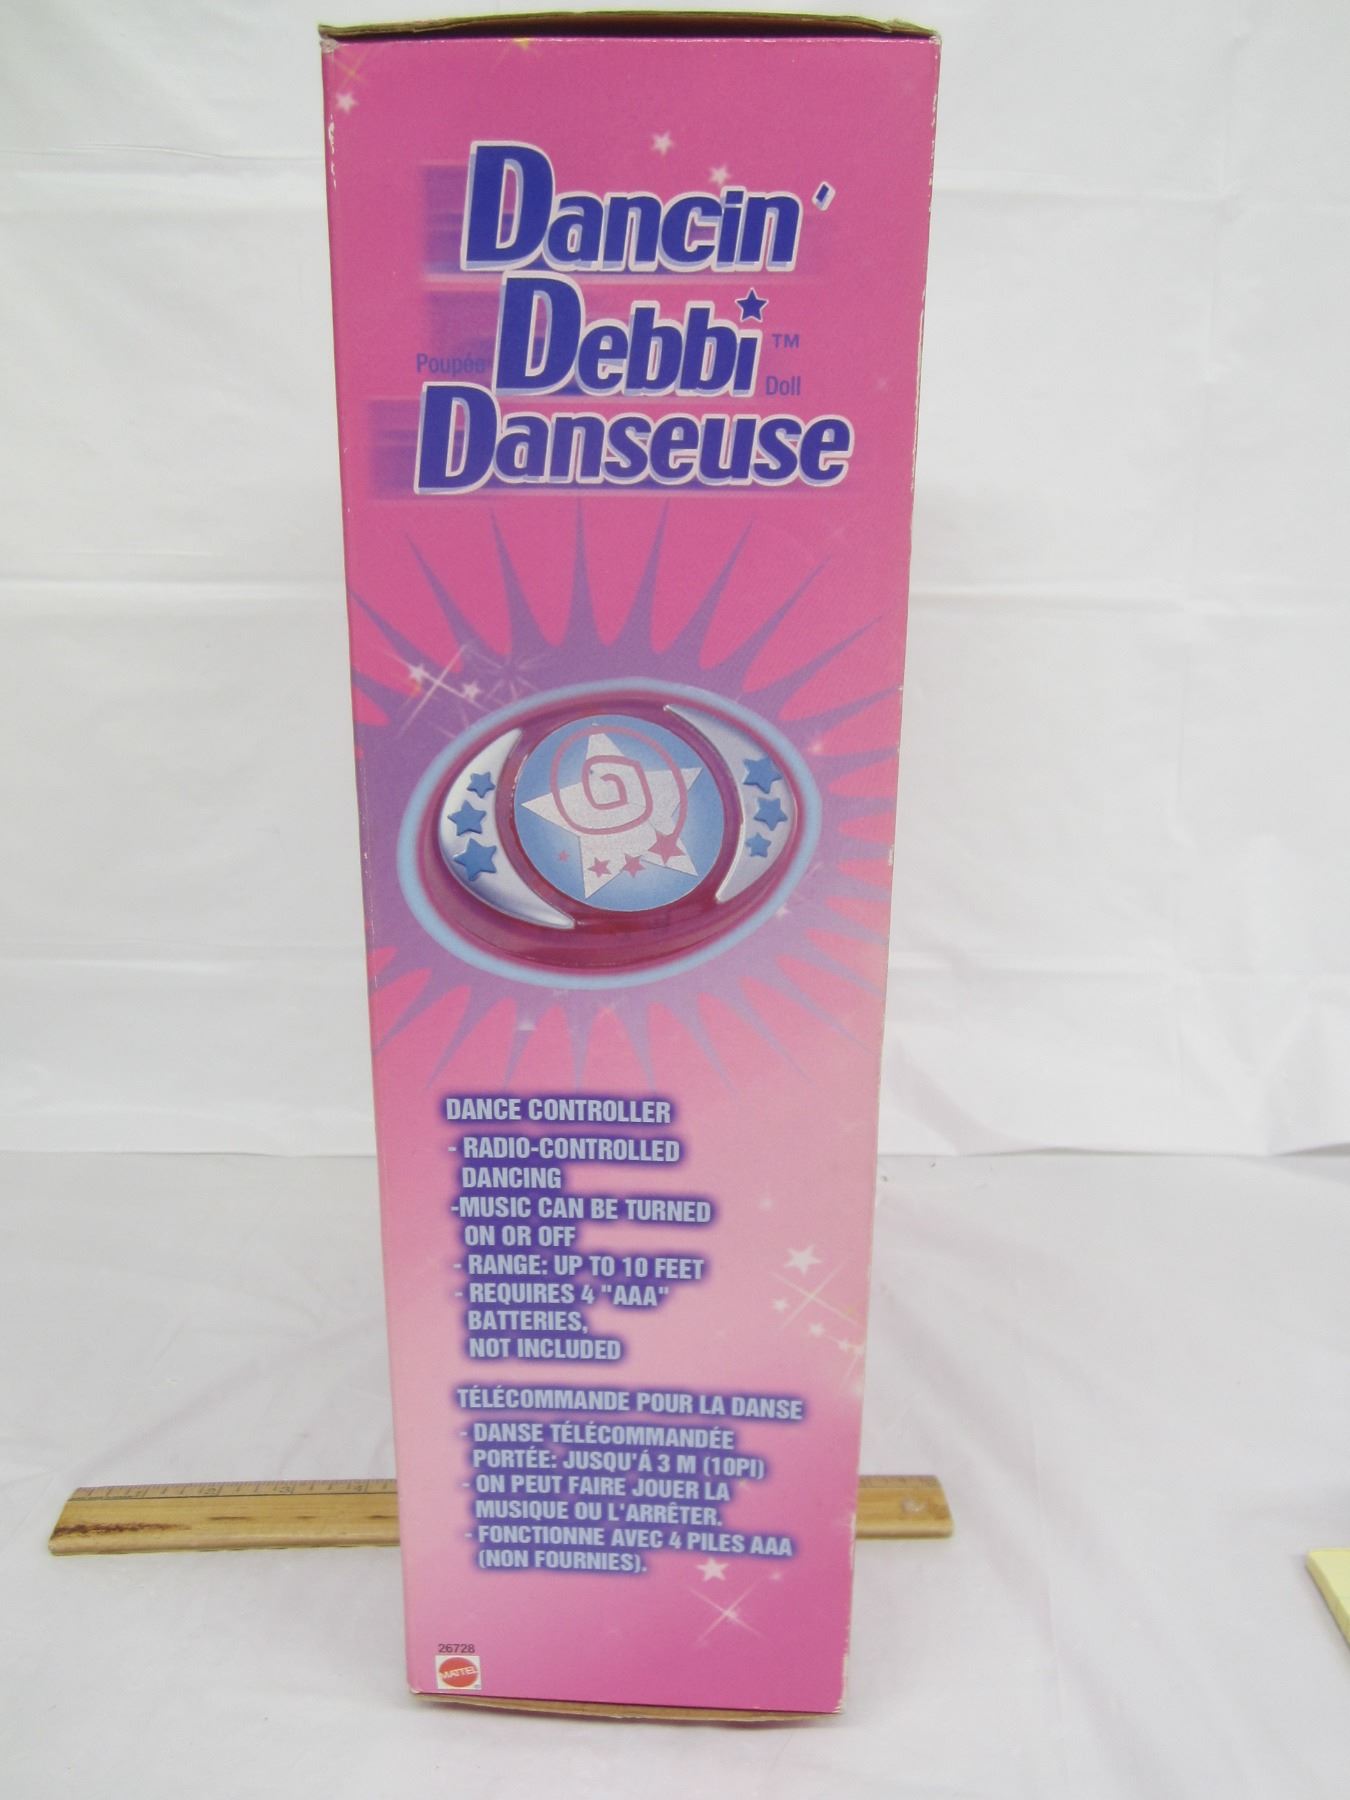 Dancin'
Debbi™
Poupée
Doll
Danseuse
DANCE CONTROLLER
- RADIO-CONTROLLED
DANCING
-MUSIC CAN BE TURNED
ON OR OFF
- RANGE: UP TO 10 FEET
- REQUIRES 4 "AAA"
BATTERIES,
NOT INCLUDED
TÉLÉCOMMANDE POUR LA DANSE
- DANSE TÉLÉCOMMANDÉE
PORTÉE: JUSQU'Á 3 M (10PI)
- ON PEUT FAIRE JOUER LA
MUSIQUE OU L'ARRÊTER.
- FONCTIONNE AVEC 4 PILES AAA
(NON FOURNIES).
26728
MATTEL